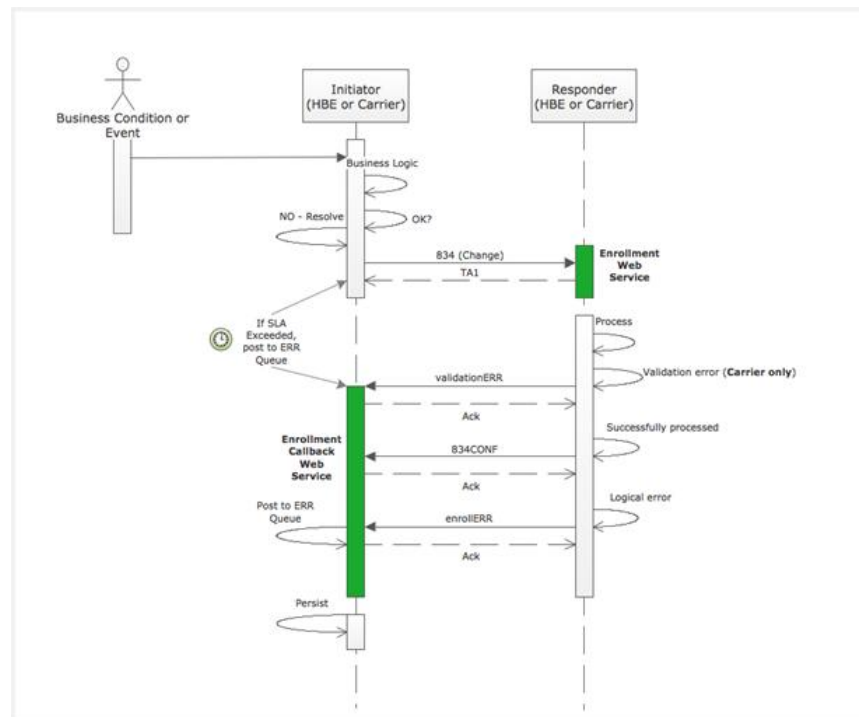 Initiator
(HBE or Carrier)
Responder
(HBE or Carrier)
Business Condition or
Event
Business Logic
NO - Resolve
OK?
834 (Change)
TA1
Enrollment
Web
Service
If SLA
Exceeded,
post to ERR
Queue
Process
validationERR
Validation error (Carrier only)
Ack
Enrollment
Callback
Web
Service
Successfully processed
834CONF
Ack
Logical error
Post to ERR
Queue
enrollERR
Ack
Persist